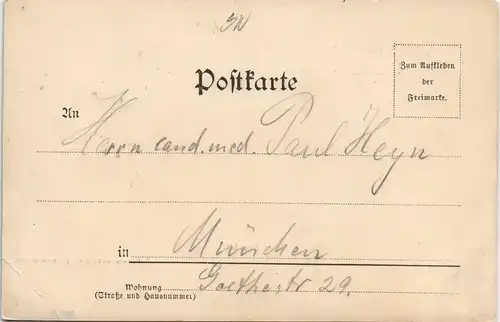 Postkarte
Zum Aufkleben
der
Freimarke.
An
Herrn cand. med. Paul Heyn
in München
Wohnung Goethestr 29.
(Straße und Hausnummer)